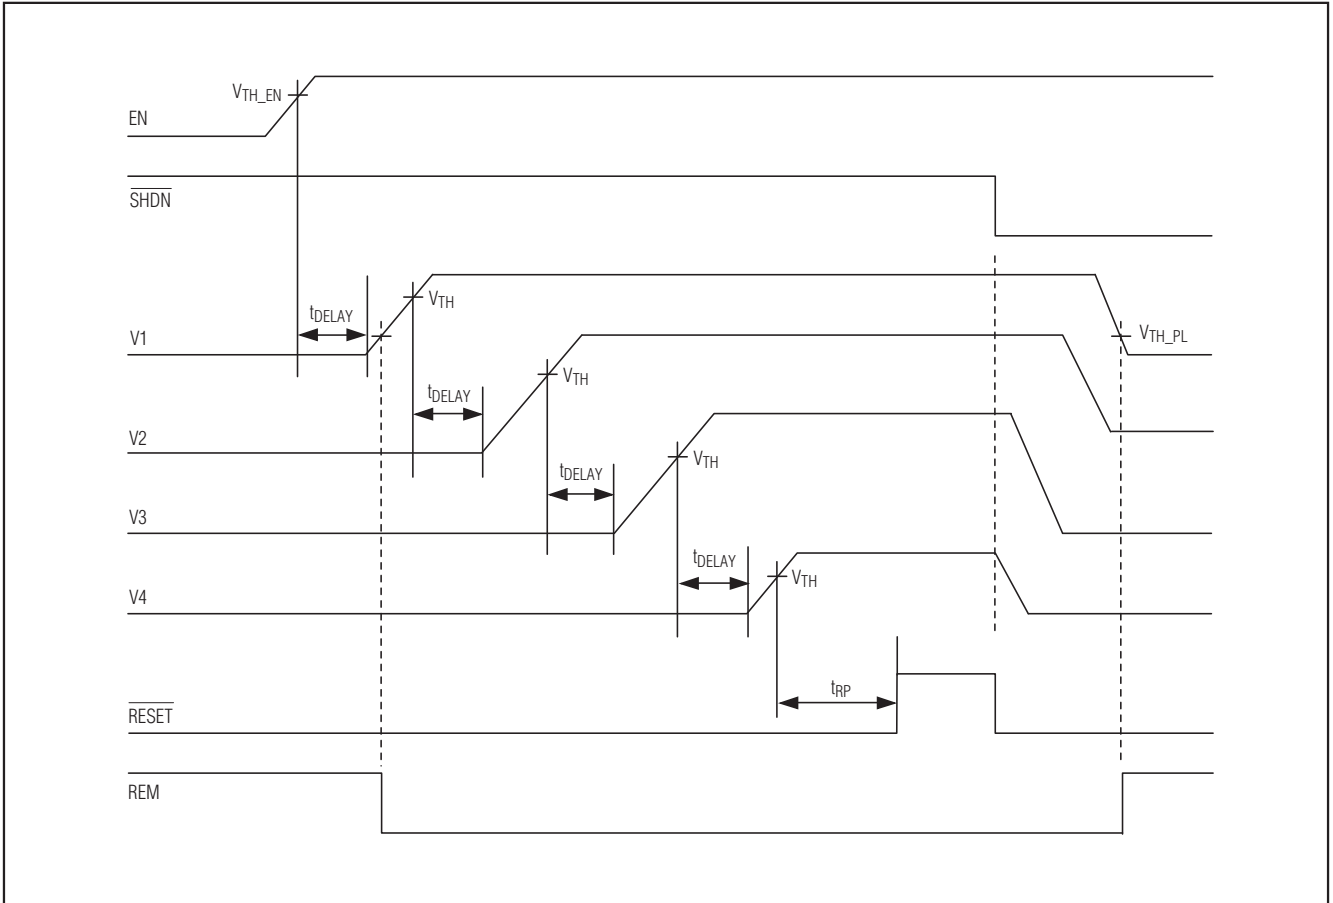 VTH_EN
EN
SHDN
VTH
tDELAY
V1
VTH_PL
VTH
tDELAY
V2
VTH
tDELAY
V3
tDELAY
VTH
V4
tRP
RESET
REM